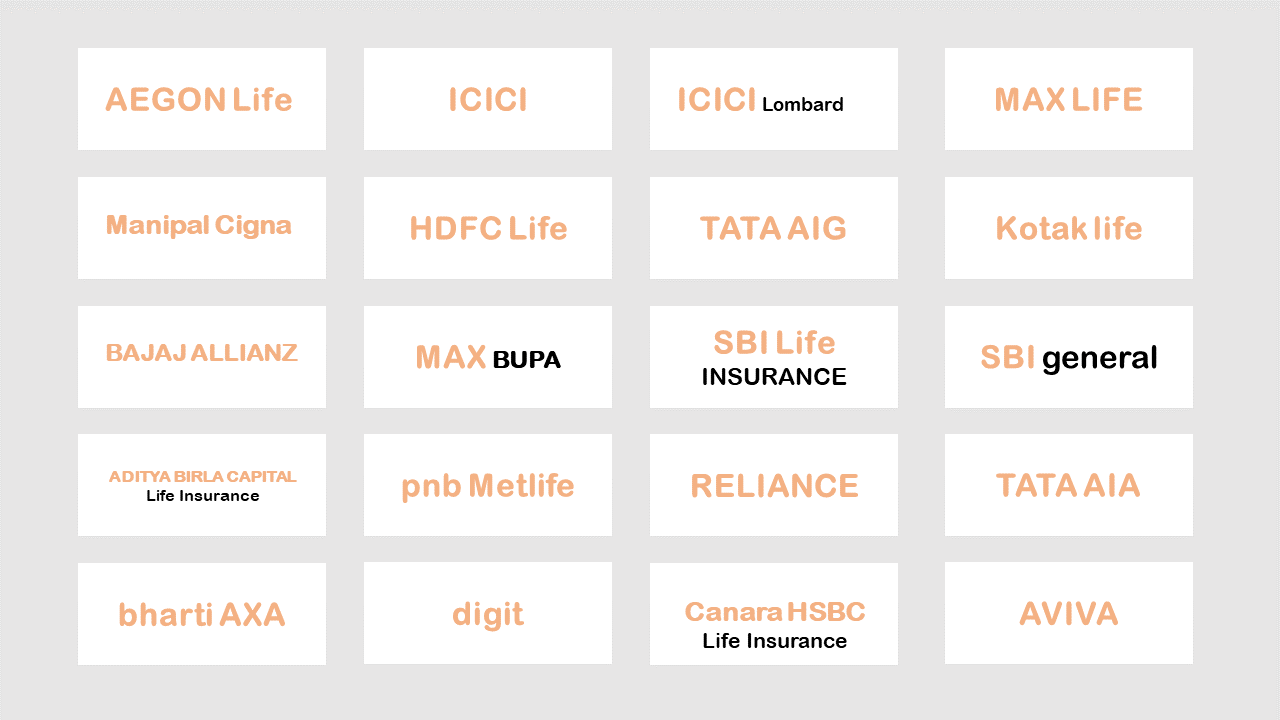 AEGON Life
ICICI
ICICI Lombard
MAX LIFE
Manipal Cigna
HDFC Life
TATA AIG
Kotak life
BAJAJ ALLIANZ
MAX BUPA
SBI Life
INSURANCE
SBI general
ADITYA BIRLA CAPITAL
Life Insurance
pnb Metlife
RELIANCE
TATA AIA
bharti AXA
digit
Canara HSBC
Life Insurance
AVIVA